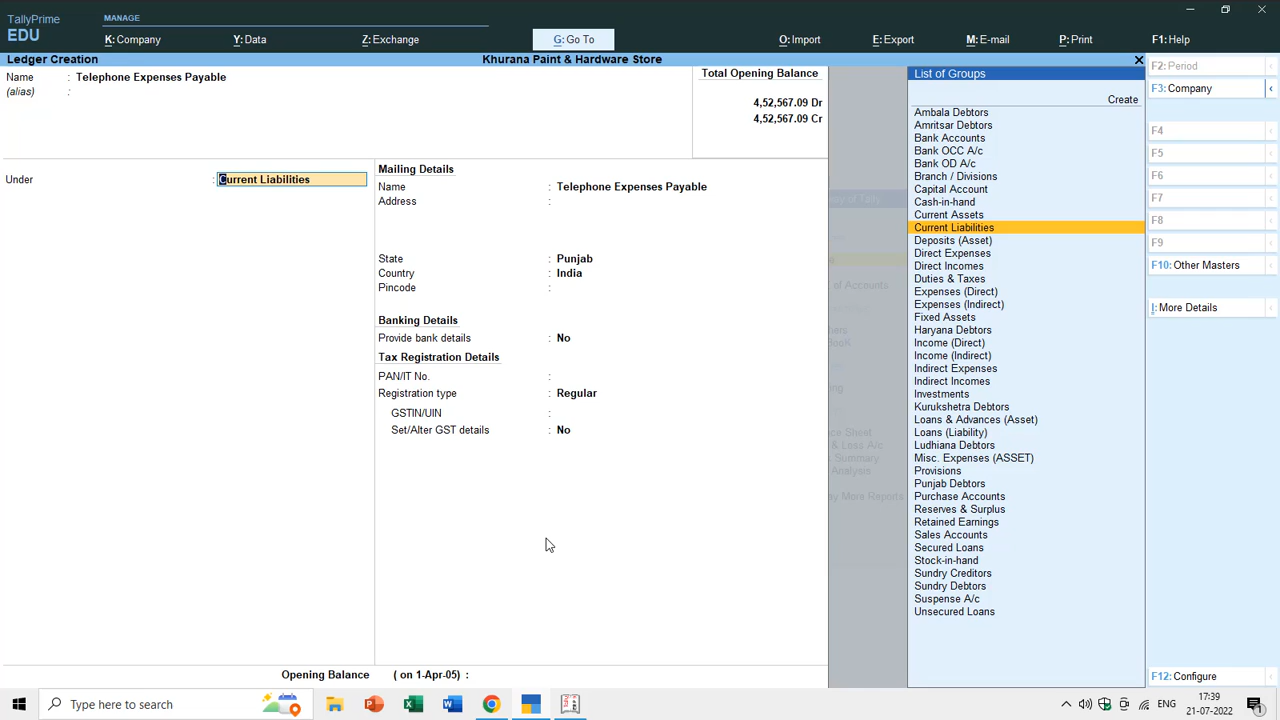 TallyPrime
EDU
MANAGE
K: Company
Y: Data
Z: Exchange
G: Go To
O: Import
E: Export
M: E-mail
P: Print
F1: Help
Ledger Creation
Khurana Paint & Hardware Store
Name : Telephone Expenses Payable
(alias) :
Total Opening Balance
4,52,567.09 Dr
4,52,567.09 Cr
Under : Current Liabilities
Mailing Details
Name : Telephone Expenses Payable
Address :
State : Punjab
Country : India
Pincode :
Banking Details
Provide bank details : No
Tax Registration Details
PAN/IT No. :
Registration type : Regular
GSTIN/UIN :
Set/Alter GST details : No
Opening Balance ( on 1-Apr-05) :
of Accounts
List of Groups
Create
Ambala Debtors
Amritsar Debtors
Bank Accounts
Bank OCC A/c
Bank OD A/c
Branch / Divisions
Capital Account
Cash-in-hand
Current Assets
Current Liabilities
Deposits (Asset)
Direct Expenses
Direct Incomes
Duties & Taxes
Expenses (Direct)
Expenses (Indirect)
Fixed Assets
Haryana Debtors
Income (Direct)
Income (Indirect)
Indirect Expenses
Indirect Incomes
Investments
Kurukshetra Debtors
Loans & Advances (Asset)
Loans (Liability)
Ludhiana Debtors
Misc. Expenses (ASSET)
Provisions
Punjab Debtors
Purchase Accounts
Reserves & Surplus
Retained Earnings
Sales Accounts
Secured Loans
Stock-in-hand
Sundry Creditors
Sundry Debtors
Suspense A/c
Unsecured Loans
F2: Period
F3: Company
F4
F5
F6
F7
F8
F9
F10: Other Masters
I: More Details
F12: Configure
Type here to search
ENG
17:39
21-07-2022